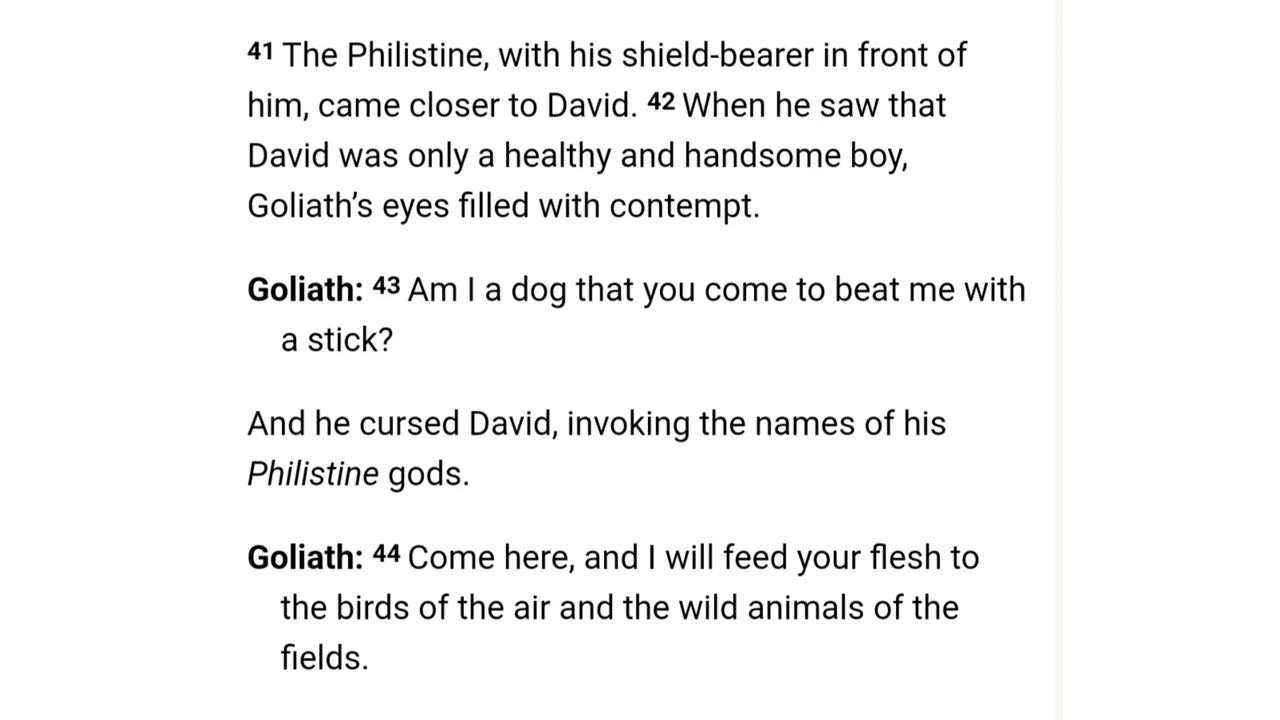 41 The Philistine, with his shield-bearer in front of
him, came closer to David. 42 When he saw that
David was only a healthy and handsome boy,
Goliath’s eyes filled with contempt.
Goliath: 43 Am I a dog that you come to beat me with
a stick?
And he cursed David, invoking the names of his
Philistine gods.
Goliath: 44 Come here, and I will feed your flesh to
the birds of the air and the wild animals of the
fields.